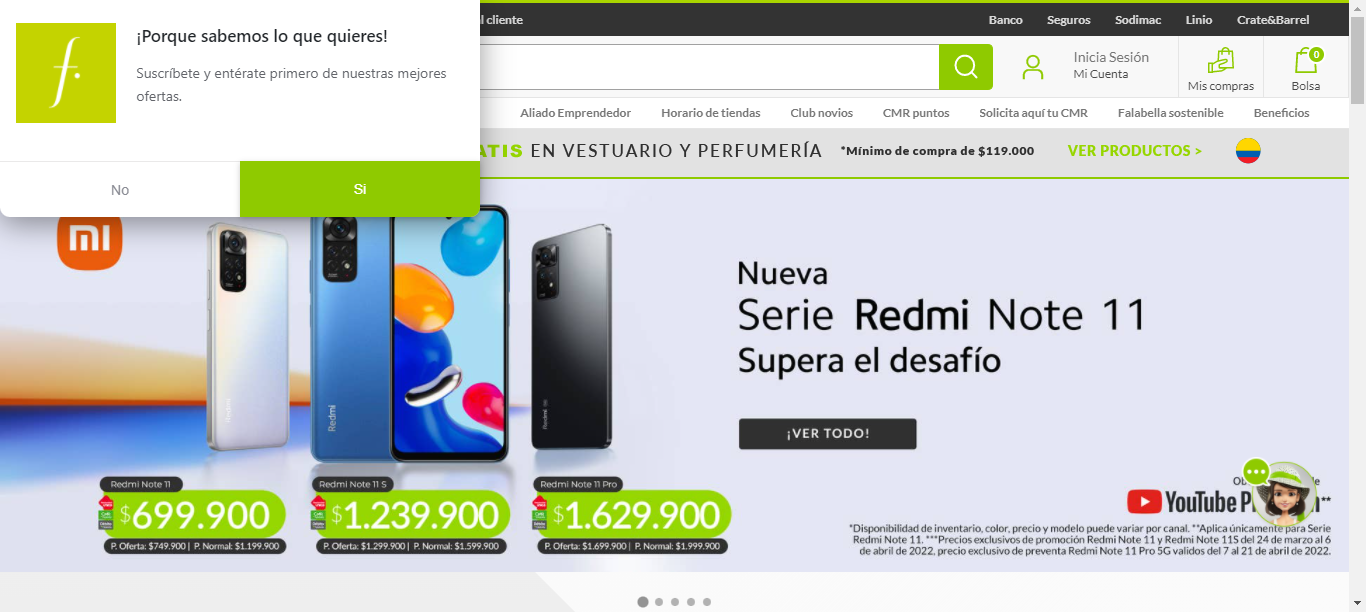 l cliente
Banco
Seguros
Sodimac
Linio
Crate&Barrel
¡Porque sabemos lo que quieres!
Suscríbete y entérate primero de nuestras mejores
ofertas.
No
Si
Inicia Sesión
Mi Cuenta
Mis compras
0
Bolsa
Aliado Emprendedor
Horario de tiendas
Club novios
CMR puntos
Solicita aquí tu CMR
Falabella sostenible
Beneficios
ATIS EN VESTUARIO Y PERFUMERÍA *Mínimo de compra de $119.000 VER PRODUCTOS >
mi
Redmi
Redmi
Redmi
Nueva
Serie Redmi Note 11
Supera el desafío
¡VER TODO!
Redmi Note 11
$699.900
P. Oferta: $749.900 | P. Normal: $1.199.900
Redmi Note 11 S
$1.239.900
P. Oferta: $1.299.900 | P. Normal: $1.599.900
Redmi Note 11 Pro
$1.629.900
P. Oferta: $1.699.900 | P. Normal: $1.999.900
YouTube
**
*Disponibilidad de inventario, color, precio y modelo puede variar por canal. **Aplica únicamente para Serie
Redmi Note 11. ***Precios exclusivos de promoción Redmi Note 11 y Redmi Note 11S del 24 de marzo al 6
de abril de 2022, precio exclusivo de preventa Redmi Note 11 Pro 5G validos del 7 al 21 de abril de 2022.